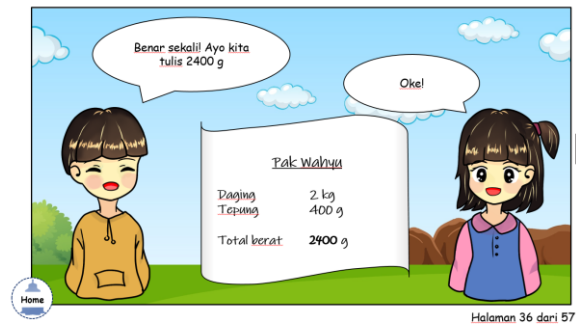 Benar sekali! Ayo kita
tulis 2400 g
Oke!
Pak Wahyu
Daging 2 kg
Tepung 400 g
Total berat 2400 g
Home
Halaman 36 dari 57